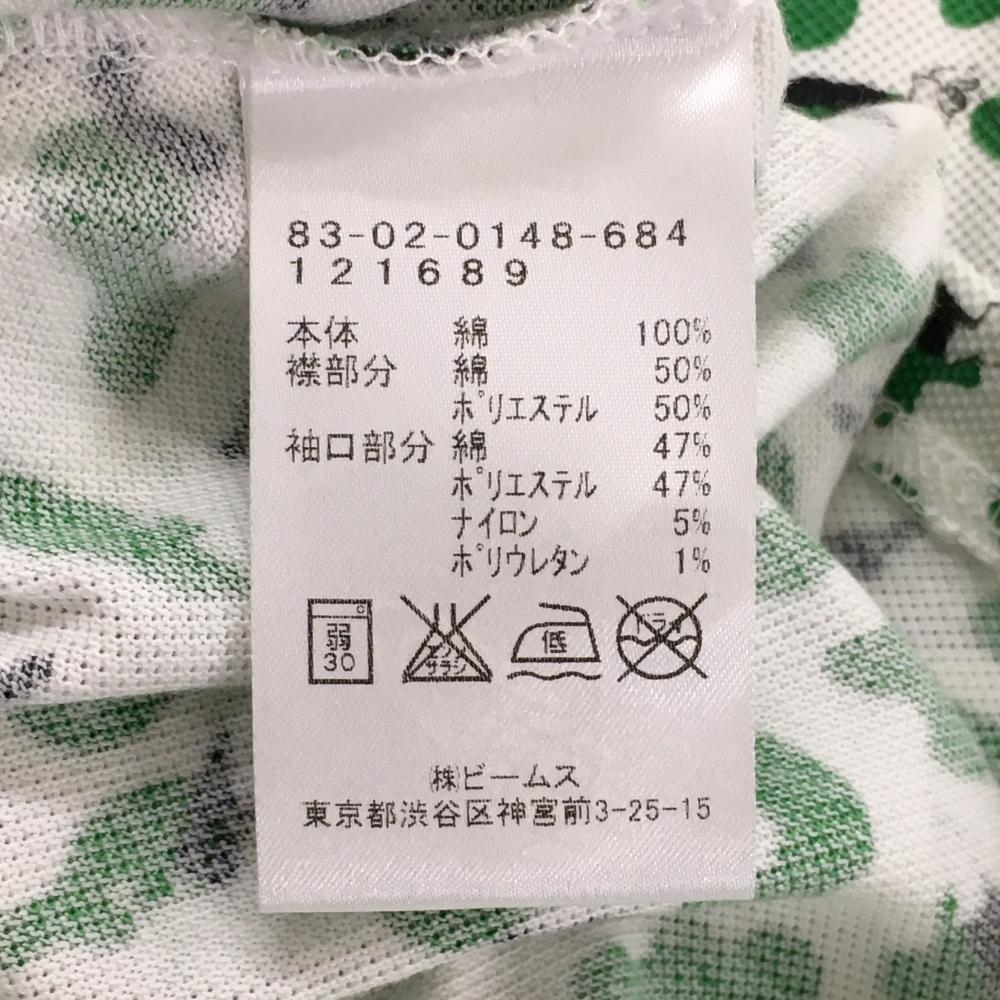 83-02-0148-684
121689
本体 綿 100%
襟部分 綿 50%
ポリエステル 50%
袖口部分 綿 47%
ポリエステル 47%
ナイロン 5%
ポリウレタン 1%
弱 エンソ 低 ドライ
30 サラシ
㈱ビームス
東京都渋谷区神宮前3-25-15